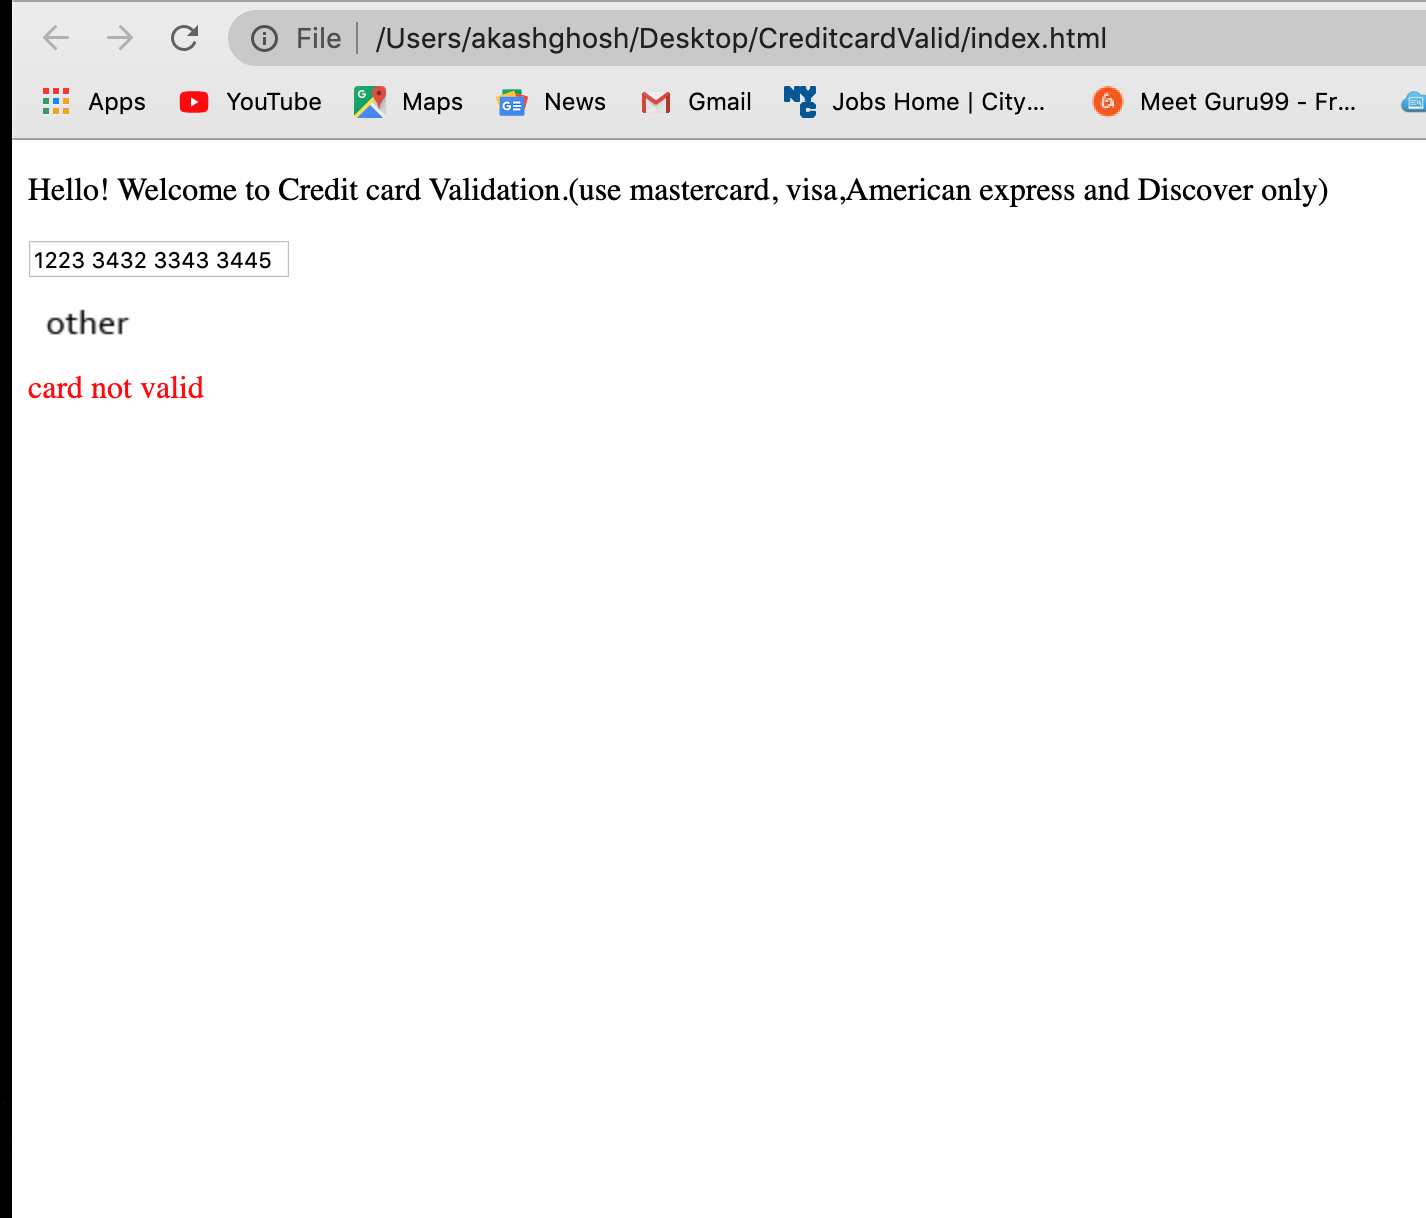 File | /Users/akashghosh/Desktop/CreditcardValid/index.html
Apps YouTube Maps News Gmail Jobs Home | City... Meet Guru99 - Fr...
Hello! Welcome to Credit card Validation.(use mastercard, visa,American express and Discover only)
1223 3432 3343 3445
other
card not valid